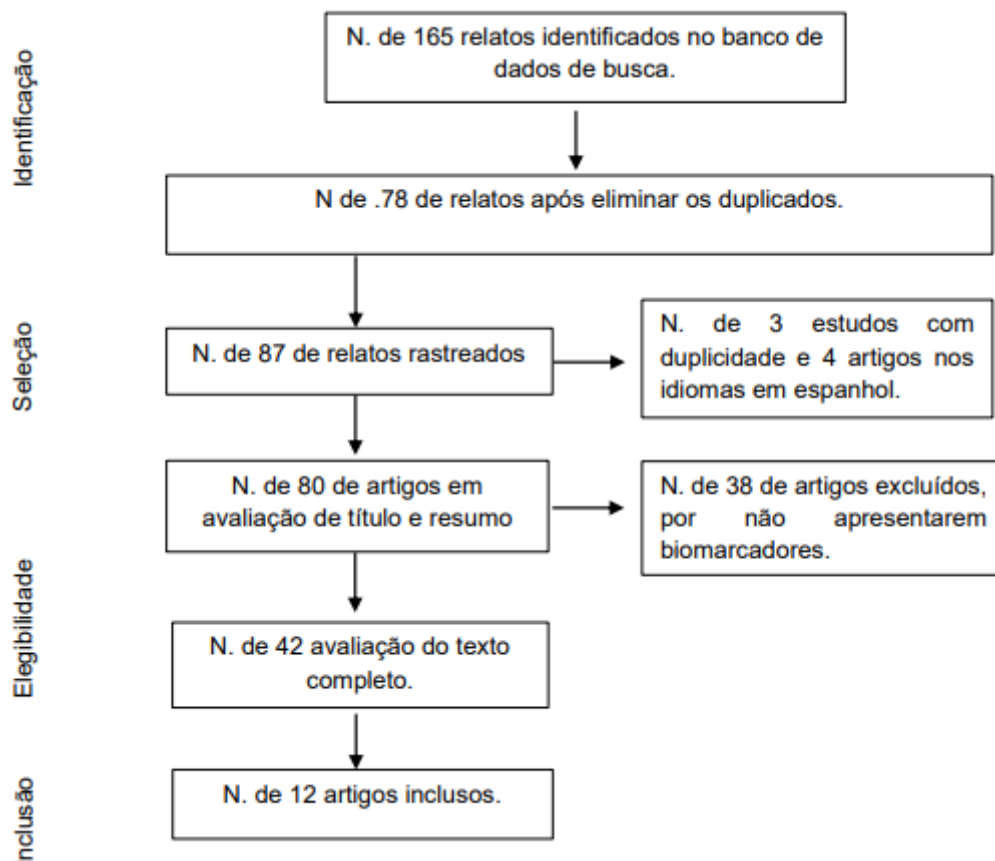 Identificação
N. de 165 relatos identificados no banco de
dados de busca.
N de .78 de relatos após eliminar os duplicados.
Seleção
N. de 87 de relatos rastreados
N. de 3 estudos com
duplicidade e 4 artigos nos
idiomas em espanhol.
N. de 80 de artigos em
avaliação de título e resumo
N. de 38 de artigos excluídos,
por não apresentarem
biomarcadores.
Elegibilidade
N. de 42 avaliação do texto
completo.
nclusão
N. de 12 artigos inclusos.